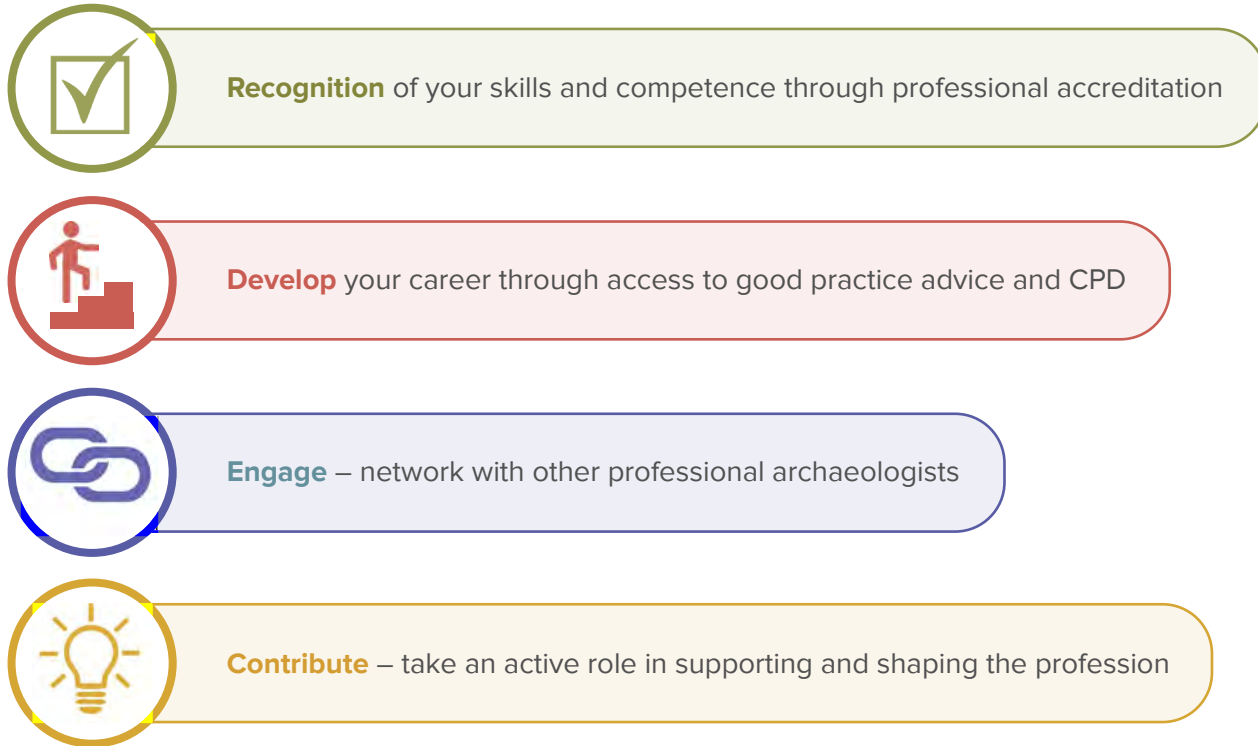 Recognition of your skills and competence through professional accreditation
Develop your career through access to good practice advice and CPD
Engage – network with other professional archaeologists
Contribute – take an active role in supporting and shaping the profession